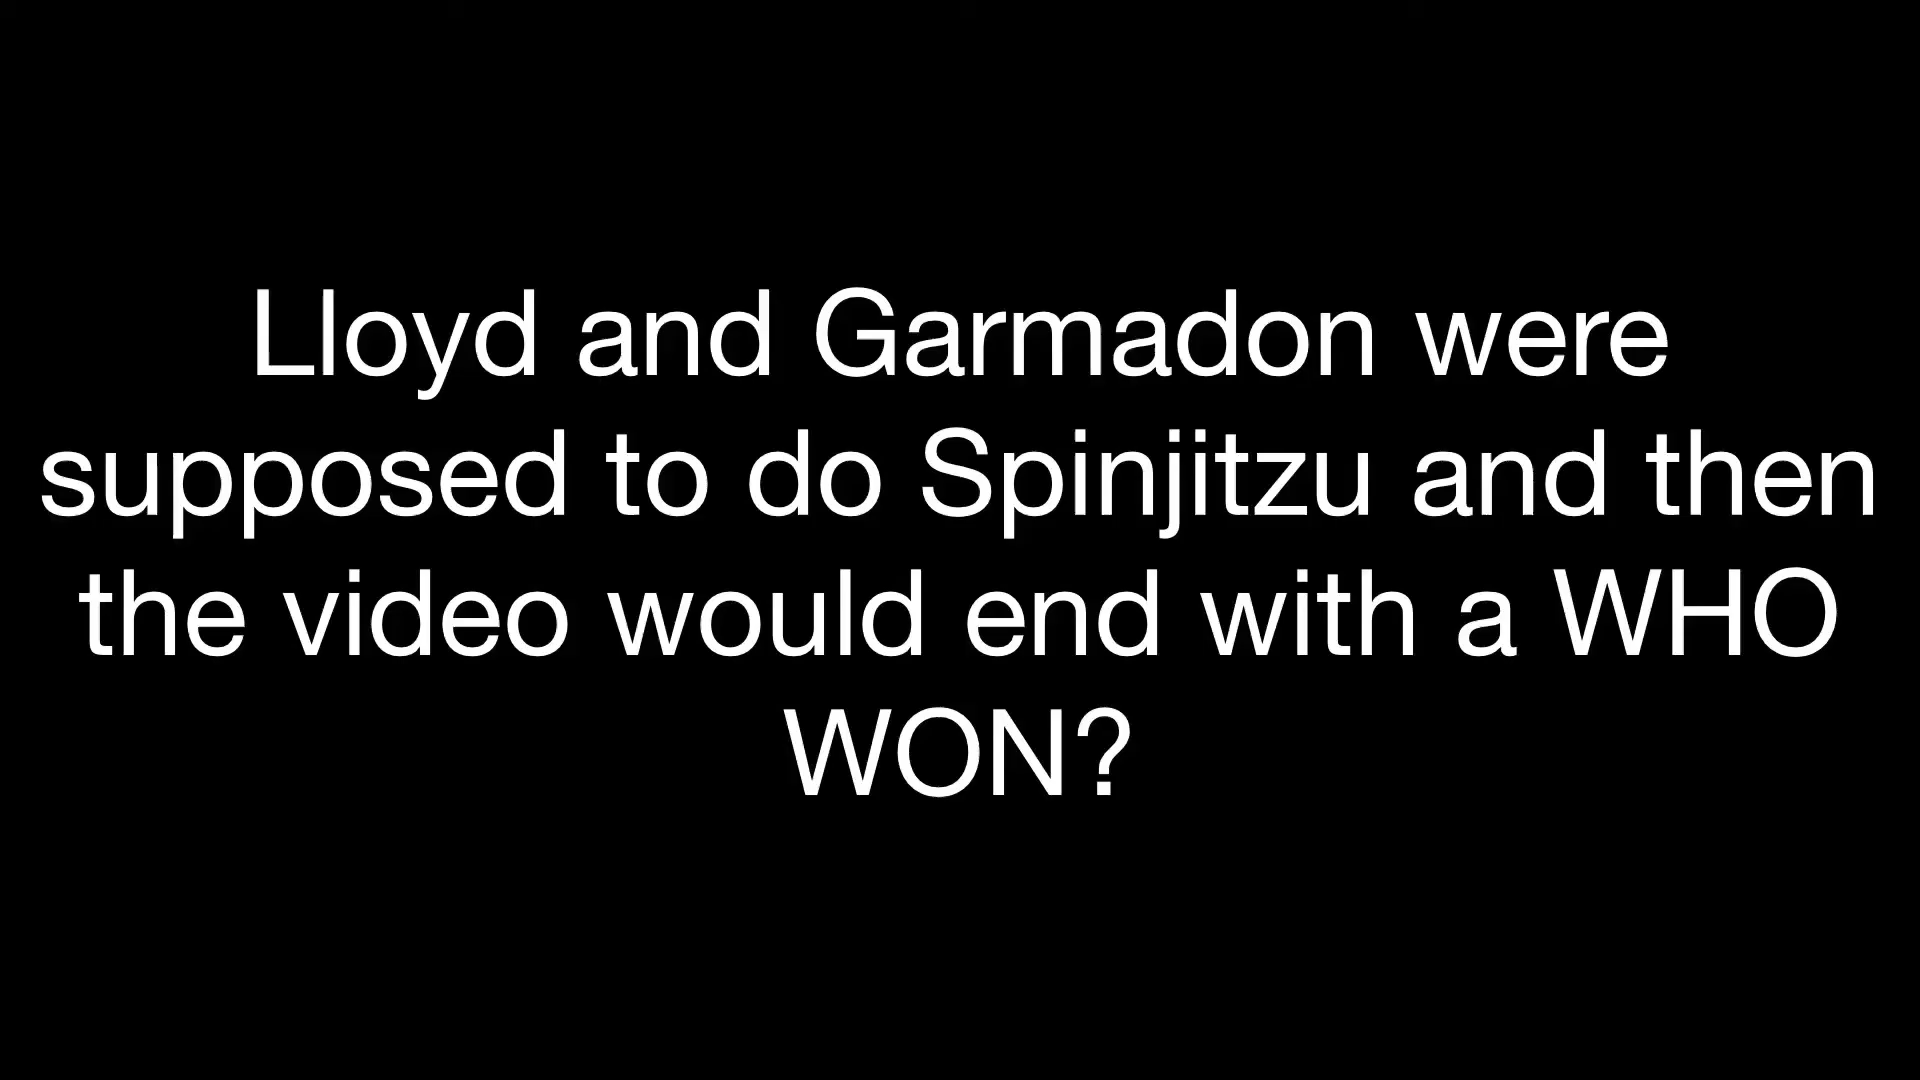 Lloyd and Garmadon were
supposed to do Spinjitzu and then
the video would end with a WHO
WON?